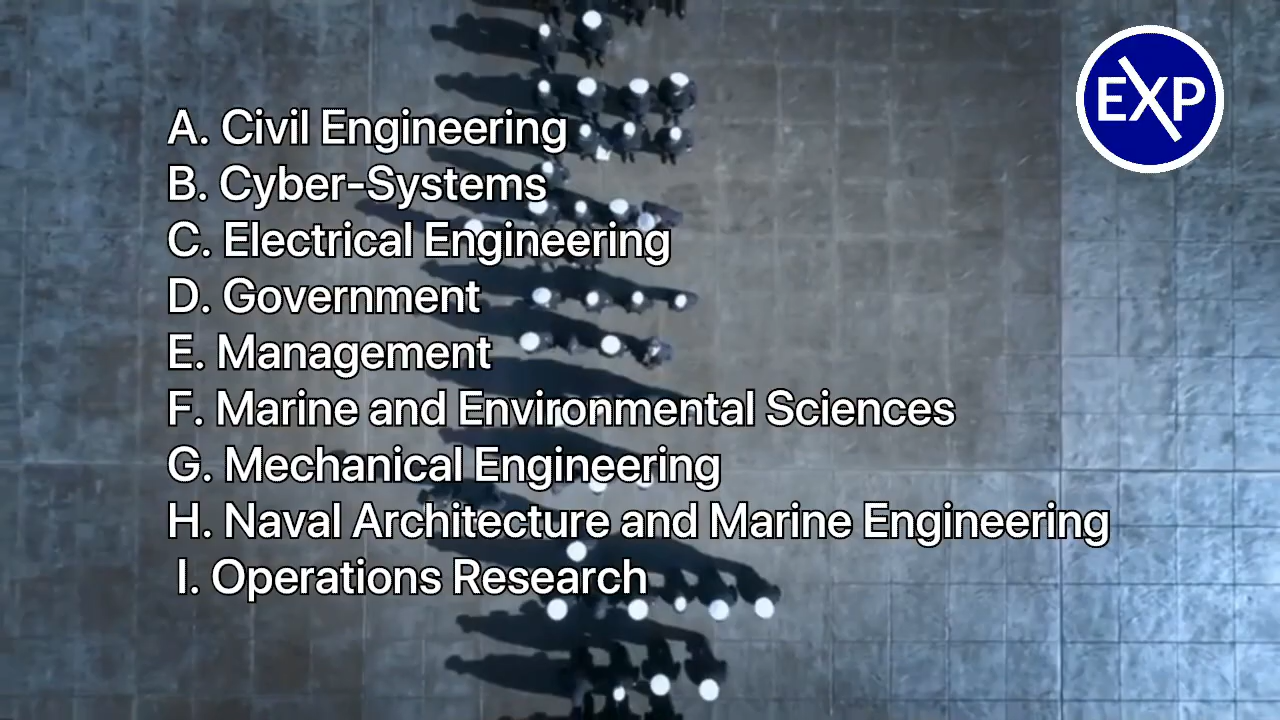 EXP
A. Civil Engineering
B. Cyber-Systems
C. Electrical Engineering
D. Government
E. Management
F. Marine and Environmental Sciences
G. Mechanical Engineering
H. Naval Architecture and Marine Engineering
I. Operations Research